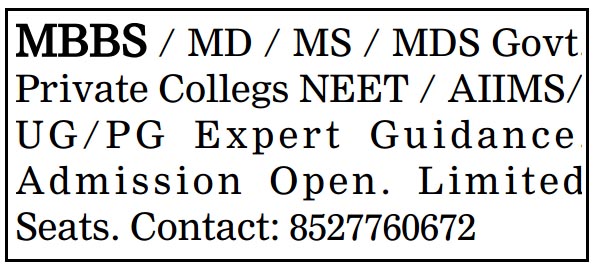 MBBS / MD / MS / MDS Govt.
Private Collegs NEET / AIIMS/
UG/PG Expert Guidance.
Admission Open. Limited
Seats. Contact: 8527760672